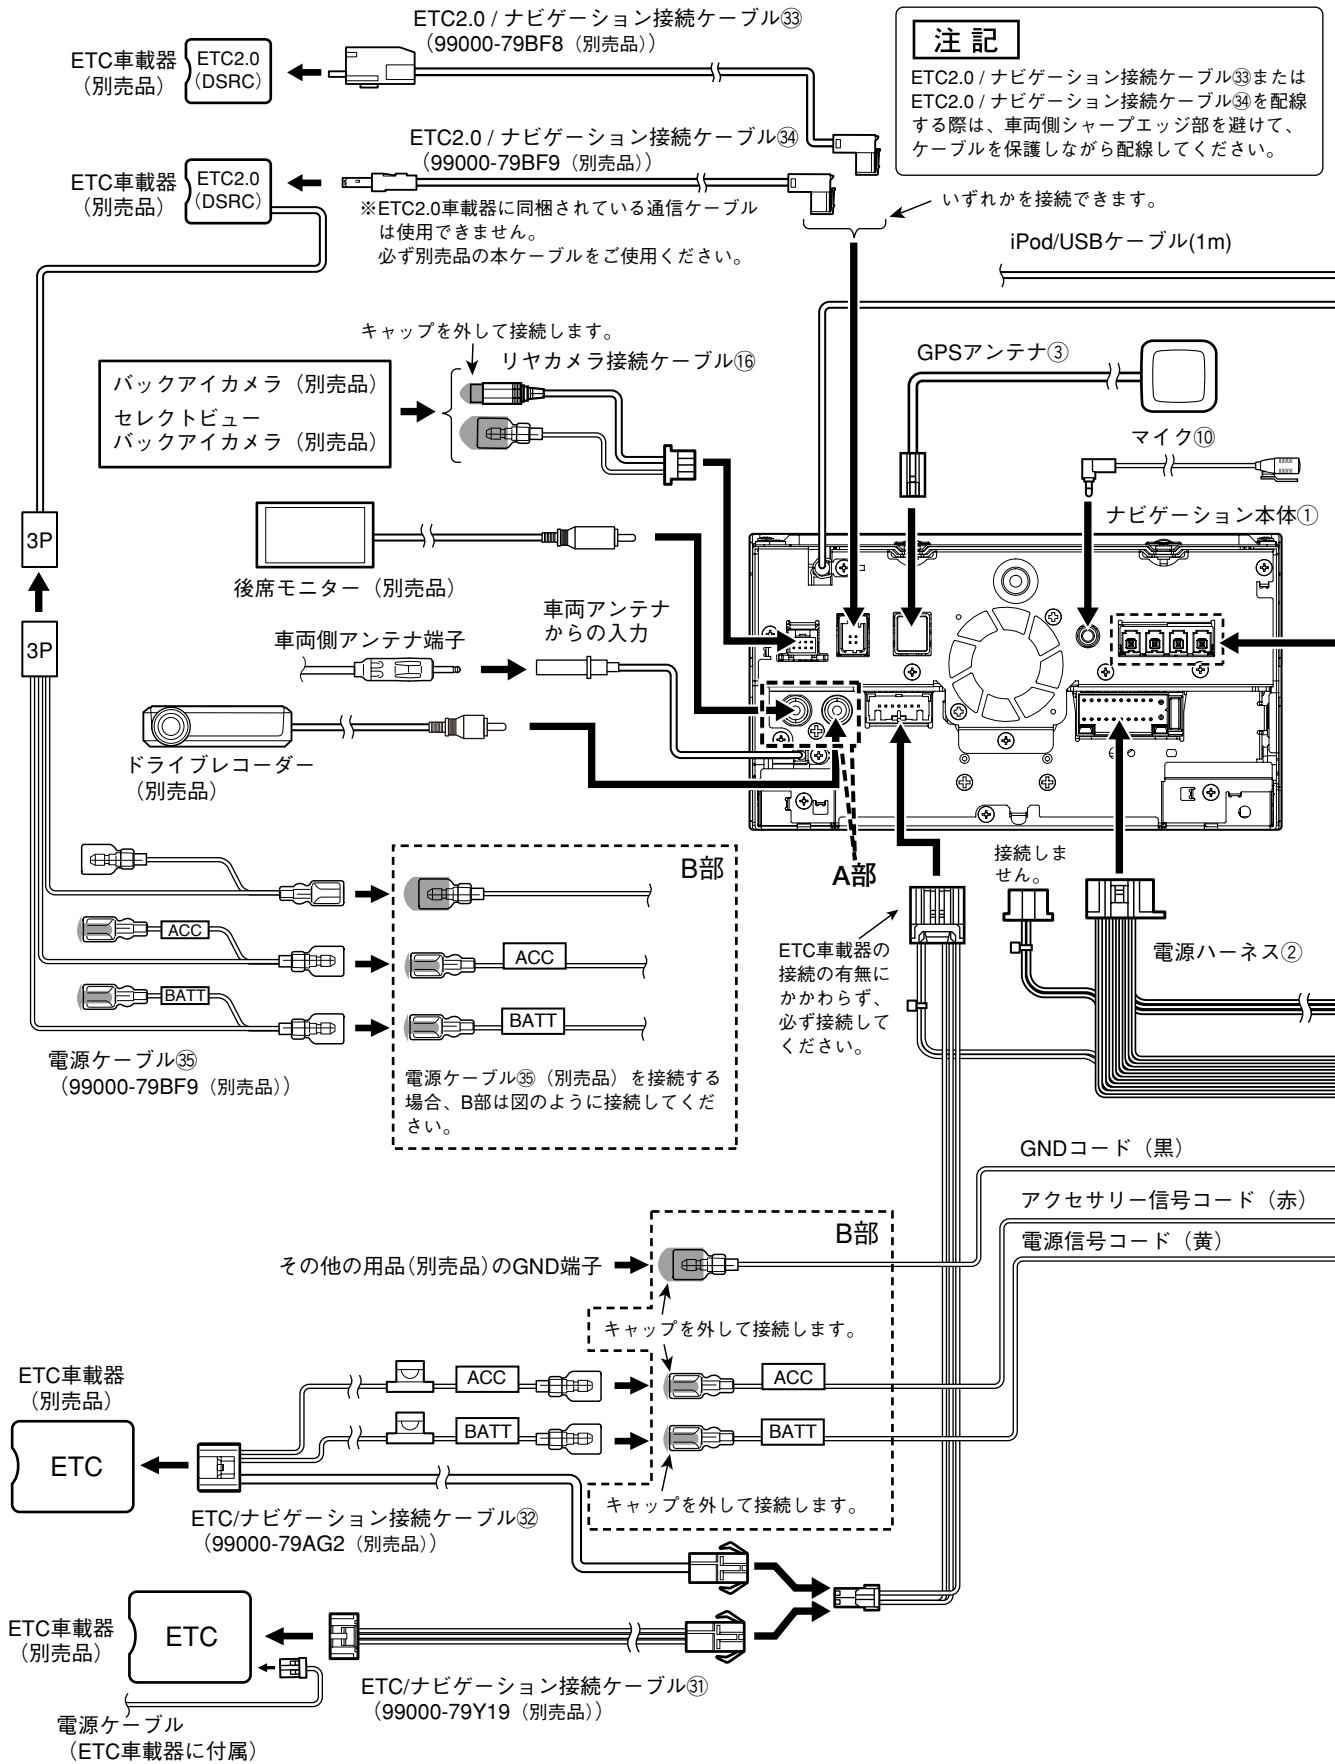 ETC2.0 / ナビゲーション接続ケーブル㉝
（99000-79BF8（別売品））
ETC車載器
（別売品）
ETC2.0
(DSRC)
注 記
ETC2.0 / ナビゲーション接続ケーブル㉝または
ETC2.0 / ナビゲーション接続ケーブル㉞を配線
する際は、車両側シャープエッジ部を避けて、
ケーブルを保護しながら配線してください。
ETC2.0 / ナビゲーション接続ケーブル㉞
（99000-79BF9（別売品））
ETC車載器
（別売品）
ETC2.0
(DSRC)
※ETC2.0車載器に同梱されている通信ケーブル
は使用できません。
必ず別売品の本ケーブルをご使用ください。
いずれかを接続できます。
iPod/USBケーブル(1m)
キャップを外して接続します。
リヤカメラ接続ケーブル⑯
GPSアンテナ③
バックアイカメラ（別売品）
セレクトビュー
バックアイカメラ（別売品）
マイク⑩
ナビゲーション本体①
3P
後席モニター（別売品）
車両アンテナ
からの入力
車両側アンテナ端子
3P
ドライブレコーダー
（別売品）
A部
B部
接続しま
せん。
ACC
ACC
BATT
BATT
ETC車載器の
接続の有無に
かかわらず、
必ず接続して
ください。
電源ハーネス②
電源ケーブル㉟
（99000-79BF9（別売品））
電源ケーブル㉟（別売品）を接続する
場合、B部は図のように接続してくだ
さい。
GNDコード（黒）
アクセサリー信号コード（赤）
電源信号コード（黄）
B部
その他の用品(別売品)のGND端子
キャップを外して接続します。
ETC車載器
（別売品）
ACC
ACC
BATT
BATT
ETC
キャップを外して接続します。
ETC/ナビゲーション接続ケーブル㉜
（99000-79AG2（別売品））
ETC車載器
（別売品）
ETC
ETC/ナビゲーション接続ケーブル㉛
（99000-79Y19（別売品））
電源ケーブル
（ETC車載器に付属）